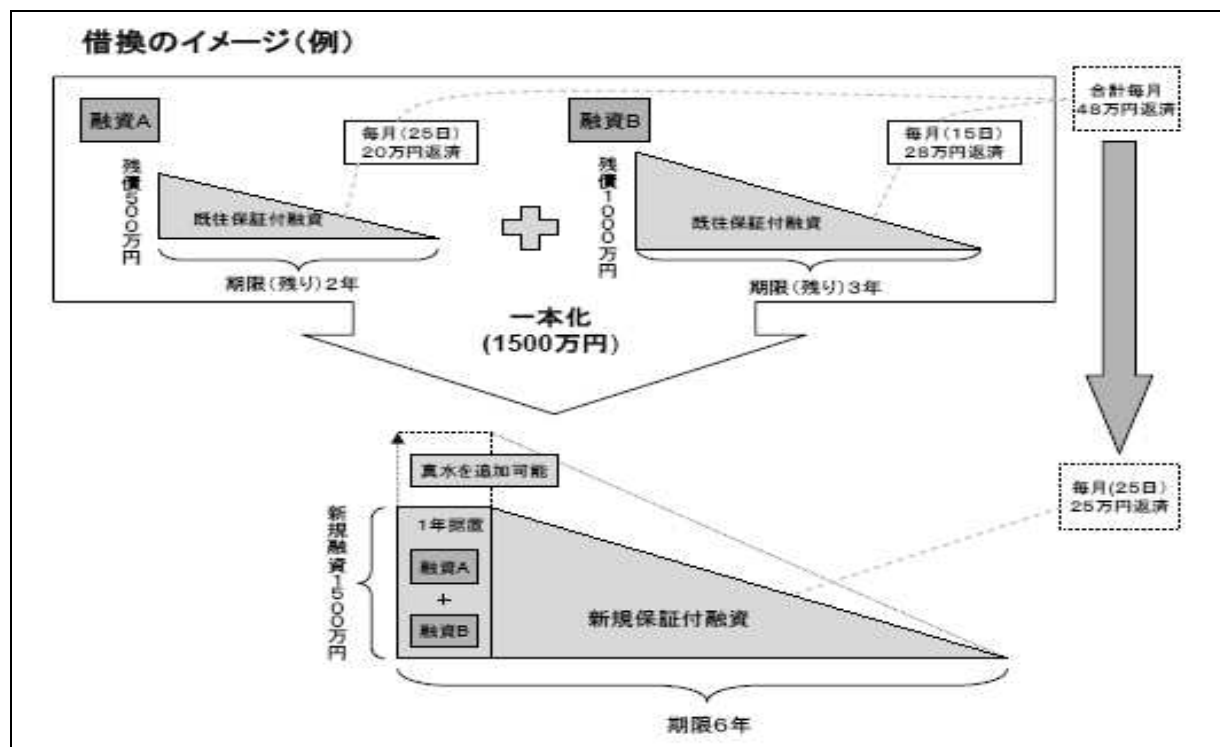 借換のイメージ(例)
合計毎月
48万円返済
融資A
毎月(25日)
20万円返済
残債500万円
既往保証付融資
期限(残り)2年
融資B
毎月(15日)
28万円返済
残債1000万円
既往保証付融資
期限(残り)3年
一本化
(1500万円)
真水を追加可能
毎月(25日)
25万円返済
新規融資1500万円
1年据置
融資A
+
融資B
新規保証付融資
期限6年